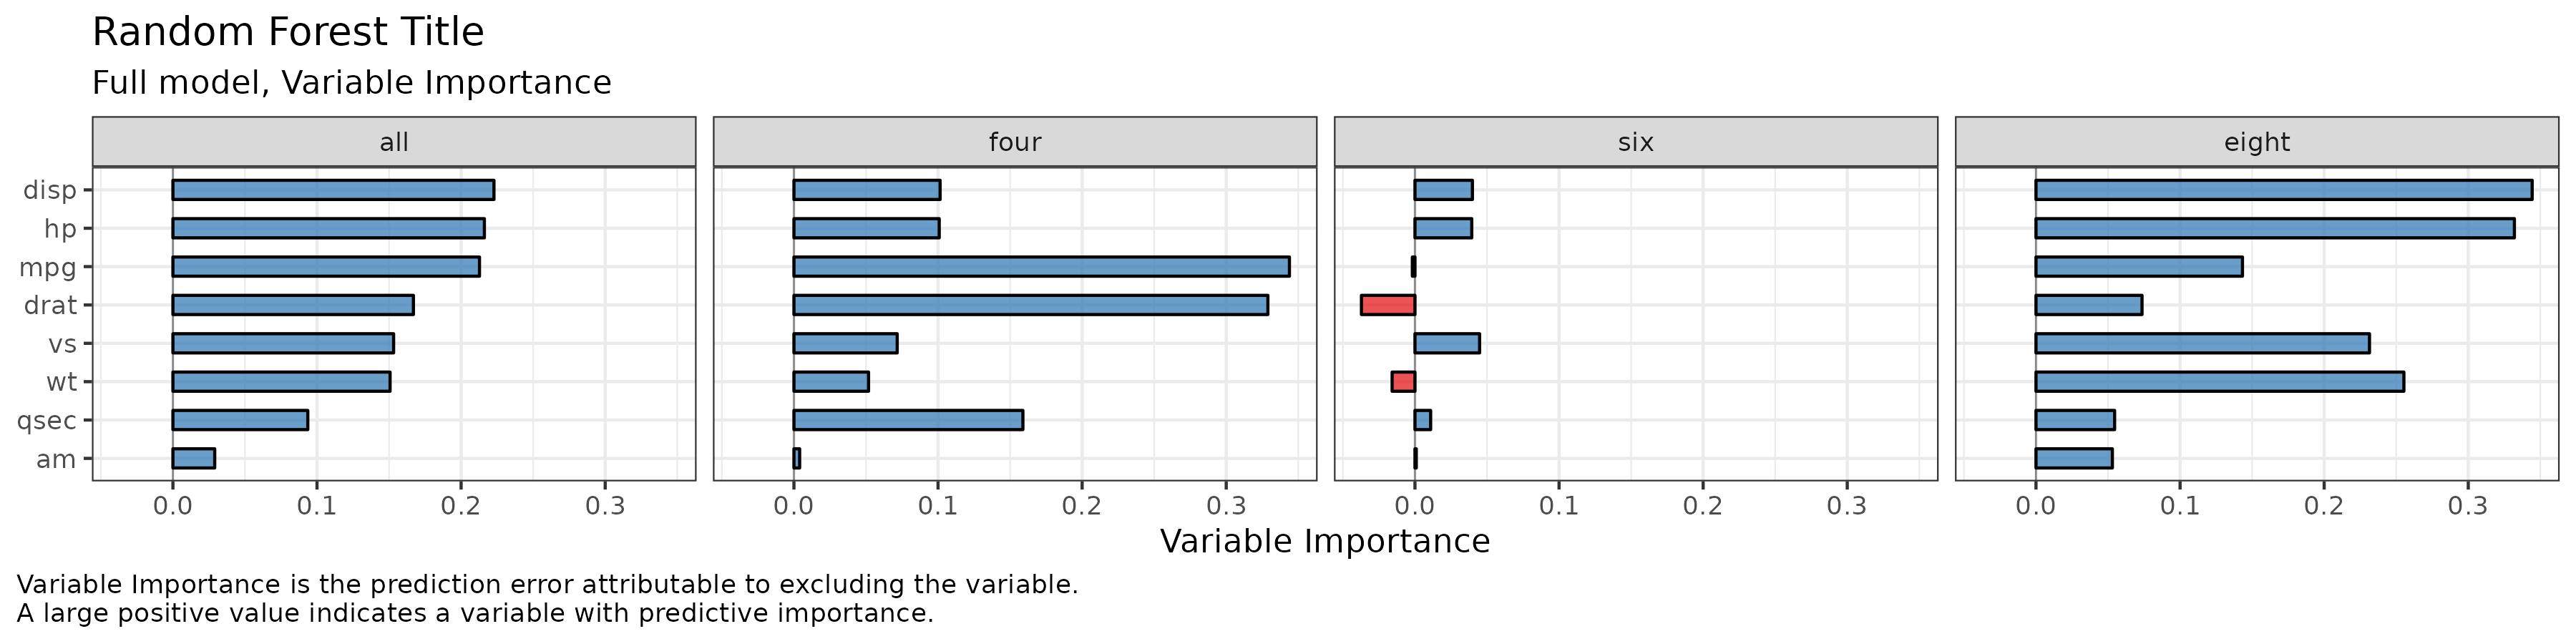 Random Forest Title
Full model, Variable Importance
all four six eight
disp
hp
mpg
drat
vs
wt
qsec
am
0.0 0.1 0.2 0.3 0.0 0.1 0.2 0.3 0.0 0.1 0.2 0.3 0.0 0.1 0.2 0.3
Variable Importance
Variable Importance is the prediction error attributable to excluding the variable.
A large positive value indicates a variable with predictive importance.